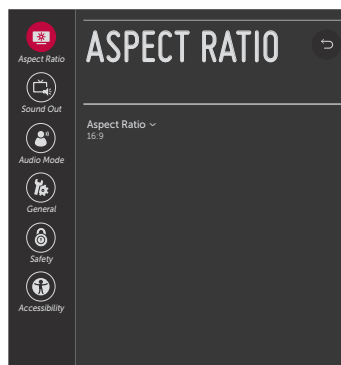 ASPECT RATIO
Aspect Ratio
16:9
Aspect Ratio
Sound Out
Audio Mode
General
Safety
Accessibility